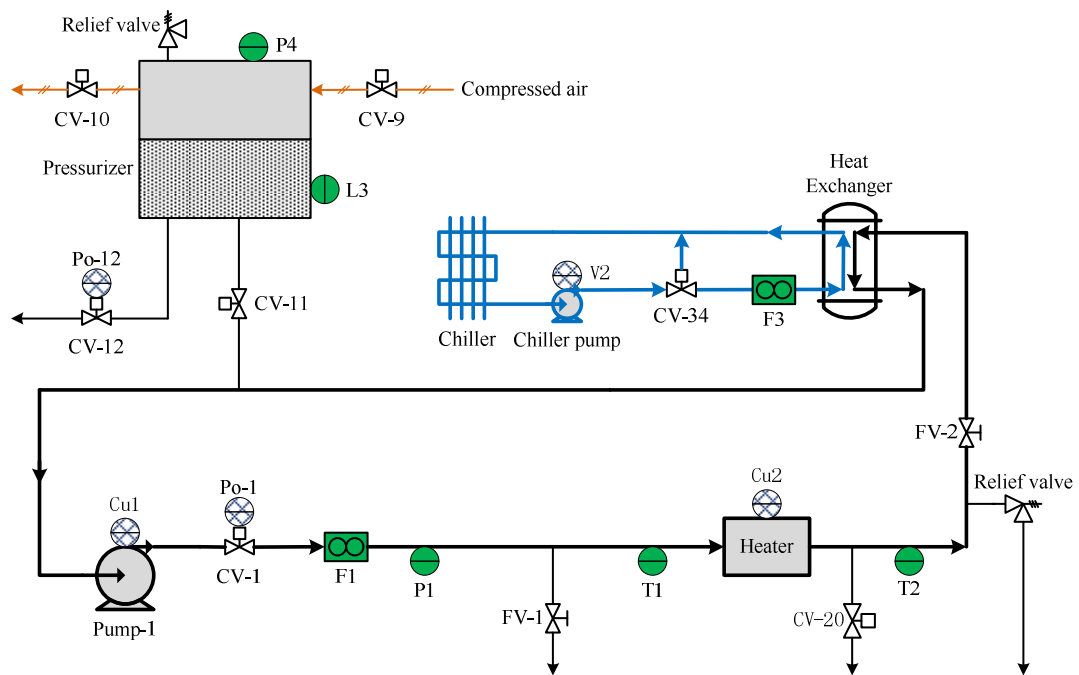 Relief valve
P4
CV-10
CV-9
Compressed air
Pressurizer
L3
Heat
Exchanger
Po-12
CV-11
V2
CV-12
Chiller
Chiller pump
CV-34
F3
FV-2
Cu1
Po-1
Cu2
Relief valve
Heater
CV-1
F1
P1
T1
T2
Pump-1
FV-1
CV-20